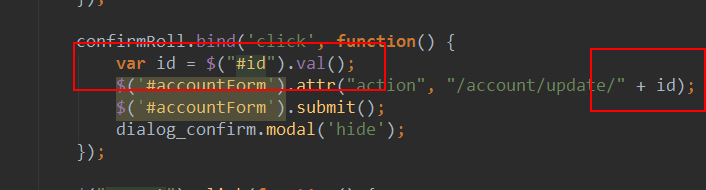 });
confirmRoll.bind('click', function() {
var id = $("#id").val();
$('#accountForm').attr("action", "/account/update/" + id);
$('#accountForm').submit();
dialog_confirm.modal('hide');
});